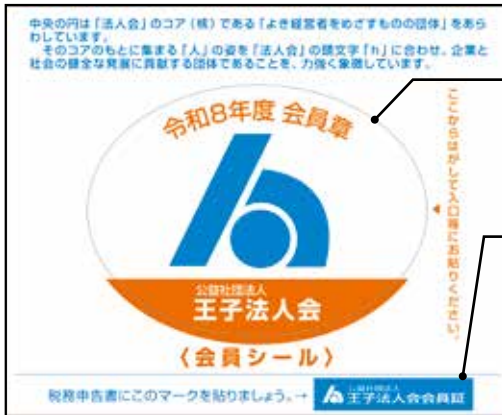 中央の円は「法人会」のコア(核)である「よき経営者をめざすものの団体」をあら
わしています。
そのコアのもとに集まる「人」の姿を「法人会」の頭文字「h」に合わせ、企業と
社会の健全な発展に貢献する団体であることを、力強く象徴しています。
令和8年度 会員章
公益社団法人
王子法人会
〈会員シール〉
ここからはがして入口等にお貼りください。
税務申告書にこのマークを貼りましょう。→
公益社団法人
王子法人会会員証